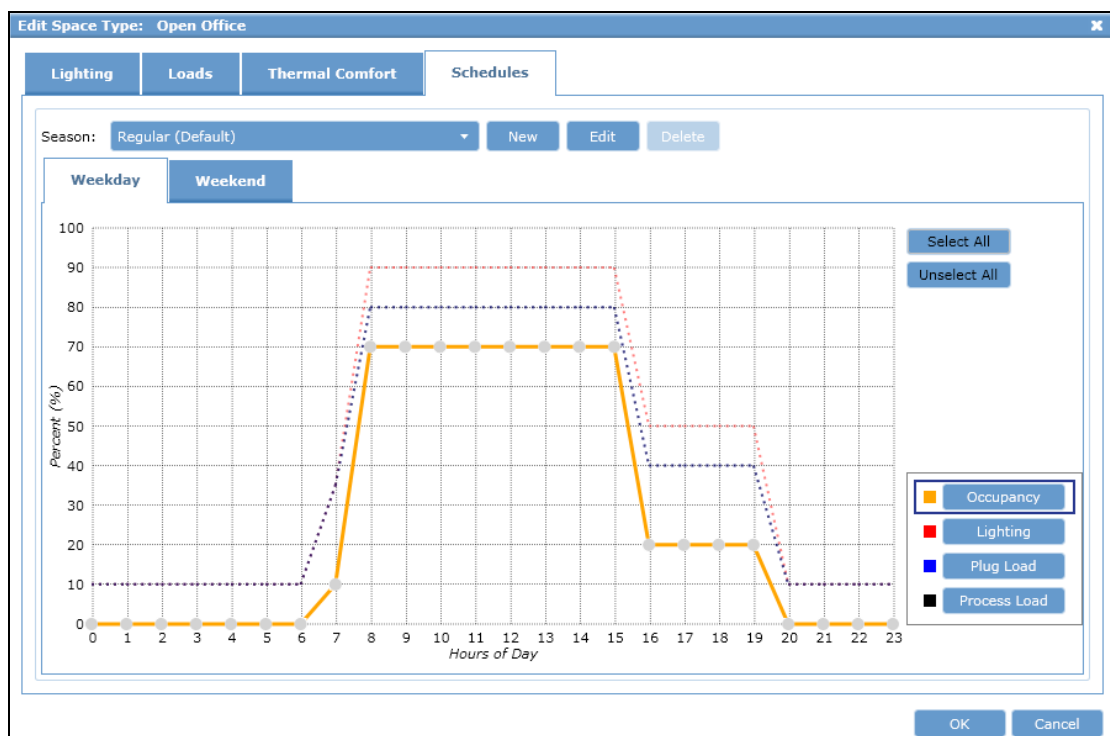 Edit Space Type: Open Office
Lighting Loads Thermal Comfort Schedules
Season: Regular (Default) New Edit Delete
Weekday Weekend
100
90
80
70
60
50
40
30
20
10
0
Percent (%)
0 1 2 3 4 5 6 7 8 9 10 11 12 13 14 15 16 17 18 19 20 21 22 23
Hours of Day
Select All
Unselect All
Occupancy
Lighting
Plug Load
Process Load
OK Cancel